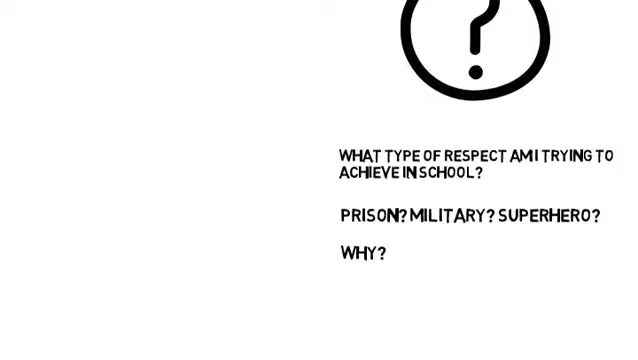 ?
WHAT TYPE OF RESPECT AM I TRYING TO
ACHIEVE IN SCHOOL?
PRISON? MILITARY? SUPERHERO?
WHY?